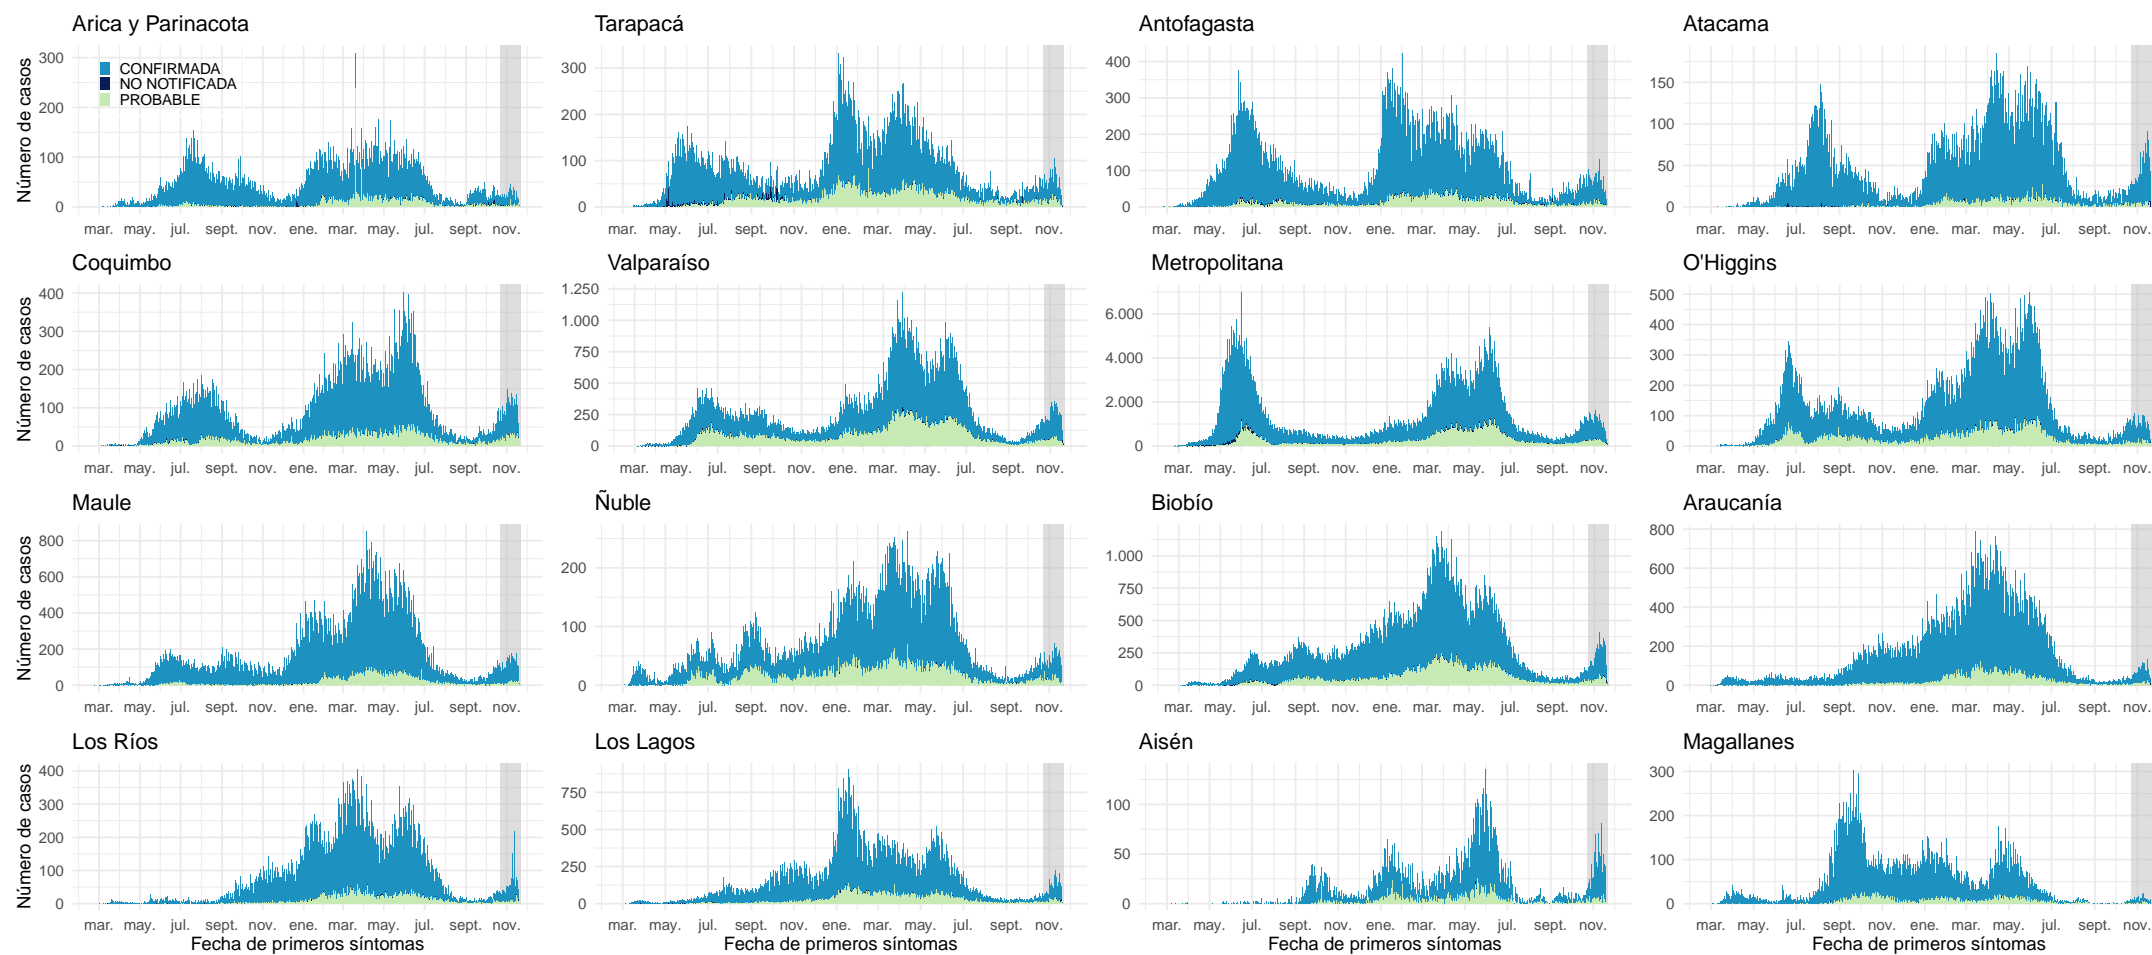 Arica y Parinacota
Tarapacá
Antofagasta
Atacama
Número de casos
300
200
100
0
CONFIRMADA
NO NOTIFICADA
PROBABLE
300
200
100
0
400
300
200
100
0
150
100
50
0
mar. may. jul. sept. nov. ene. mar. may. jul. sept. nov.
mar. may. jul. sept. nov. ene. mar. may. jul. sept. nov.
mar. may. jul. sept. nov. ene. mar. may. jul. sept. nov.
mar. may. jul. sept. nov. ene. mar. may. jul. sept. nov.
Coquimbo
Valparaíso
Metropolitana
O'Higgins
Número de casos
400
300
200
100
0
1.250
1.000
750
500
250
0
6.000
4.000
2.000
0
500
400
300
200
100
0
mar. may. jul. sept. nov. ene. mar. may. jul. sept. nov.
mar. may. jul. sept. nov. ene. mar. may. jul. sept. nov.
mar. may. jul. sept. nov. ene. mar. may. jul. sept. nov.
mar. may. jul. sept. nov. ene. mar. may. jul. sept. nov.
Maule
Ñuble
Biobío
Araucanía
Número de casos
800
600
400
200
0
200
100
0
1.000
750
500
250
0
800
600
400
200
0
mar. may. jul. sept. nov. ene. mar. may. jul. sept. nov.
mar. may. jul. sept. nov. ene. mar. may. jul. sept. nov.
mar. may. jul. sept. nov. ene. mar. may. jul. sept. nov.
mar. may. jul. sept. nov. ene. mar. may. jul. sept. nov.
Los Ríos
Los Lagos
Aisén
Magallanes
Número de casos
400
300
200
100
0
750
500
250
0
100
50
0
300
200
100
0
mar. may. jul. sept. nov. ene. mar. may. jul. sept. nov.
mar. may. jul. sept. nov. ene. mar. may. jul. sept. nov.
mar. may. jul. sept. nov. ene. mar. may. jul. sept. nov.
mar. may. jul. sept. nov. ene. mar. may. jul. sept. nov.
Fecha de primeros síntomas
Fecha de primeros síntomas
Fecha de primeros síntomas
Fecha de primeros síntomas